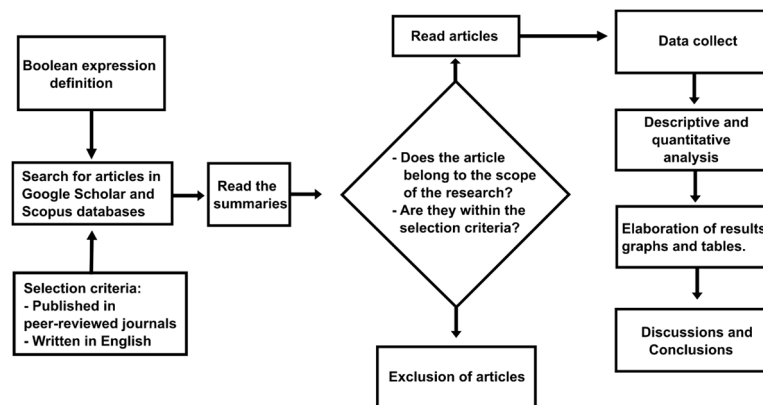 Boolean expression
definition
Search for articles in
Google Scholar and
Scopus databases
Selection criteria:
- Published in
peer-reviewed journals
- Written in English
Read the
summaries
Read articles
- Does the article
belong to the scope
of the research?
- Are they within the
selection criteria?
Exclusion of articles
Data collect
Descriptive and
quantitative
analysis
Elaboration of results
graphs and tables.
Discussions and
Conclusions